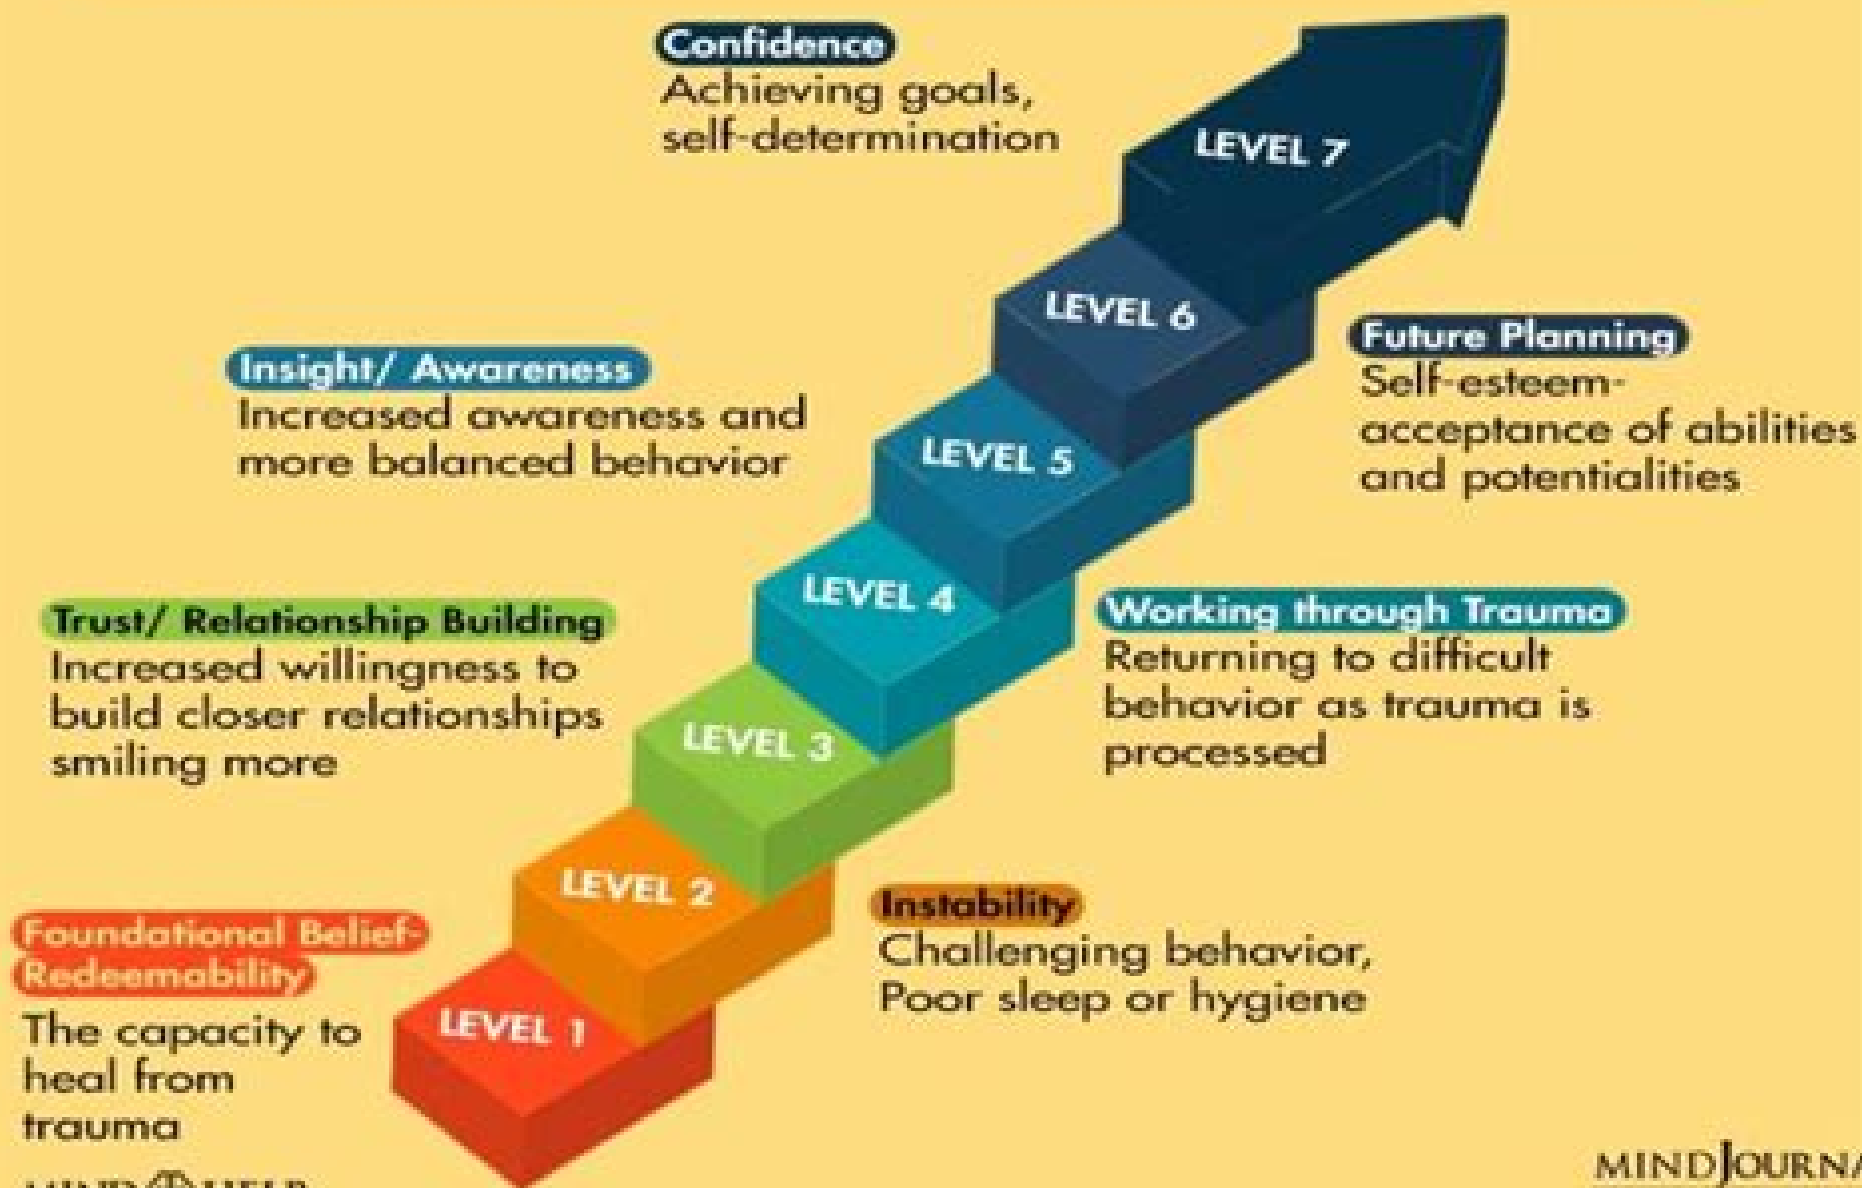 Confidence
Achieving goals,
self-determination
LEVEL 7
LEVEL 6
Future Planning
Self-esteem-
acceptance of abilities
and potentialities
Insight/ Awareness
Increased awareness and
more balanced behavior
LEVEL 5
LEVEL 4
Working through Trauma
Returning to difficult
behavior as trauma is
processed
Trust/ Relationship Building
Increased willingness to
build closer relationships
smiling more
LEVEL 3
LEVEL 2
Instability
Challenging behavior,
Poor sleep or hygiene
Foundational Belief-
Redeemability
The capacity to
heal from
trauma
LEVEL 1
MIND HELP
MINDJOURNA